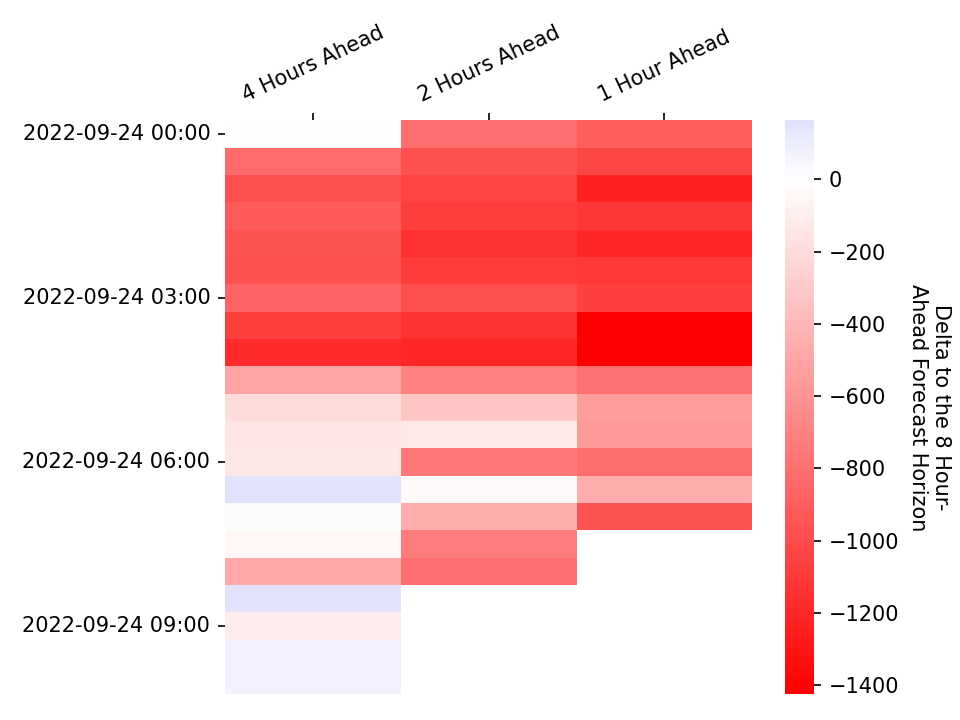 4 Hours Ahead
2 Hours Ahead
1 Hour Ahead
2022-09-24 00:00
2022-09-24 03:00
2022-09-24 06:00
2022-09-24 09:00
0
−200
−400
−600
−800
−1000
−1200
−1400
Delta to the 8 Hour-
Ahead Forecast Horizon